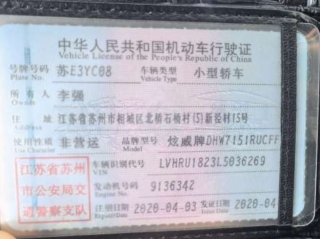 中华人民共和国机动车行驶证
Vehicle License of the People's Republic of China
号牌号码 苏E3YC08 车辆类型 小型轿车
Plate No. Vehicle Type
所有人 李强
Owner
住址 江苏省苏州市相城区北桥石桥村(5)新径村15号
Address
使用性质 非营运 品牌型号 炫威牌DHW7151RUCFF
Use Character Model
江苏省苏州市公安局交通警察支队
车辆识别代号 LVHRU1823L5036269
VIN
发动机号码 9136342
Engine No.
注册日期 2020-04-03 发证日期 2020-04
Register Date Issue Date